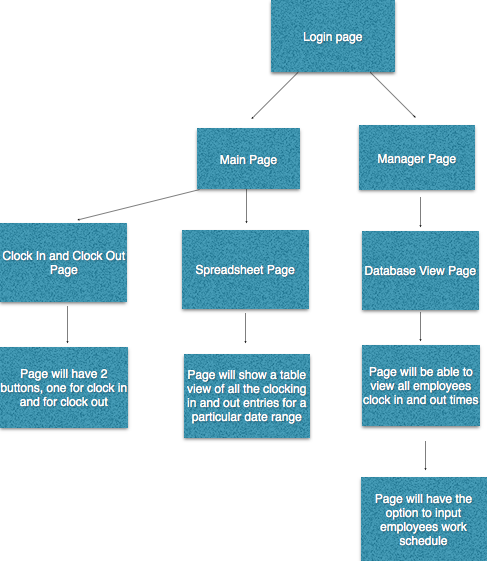 Login page
Main Page
Manager Page
Clock In and Clock Out
Page
Spreadsheet Page
Database View Page
Page will have 2
buttons, one for clock in
and for clock out
Page will show a table
view of all the clocking
in and out entries for a
particular date range
Page will be able to
view all employees
clock in and out times
Page will have the
option to input
employees work
schedule